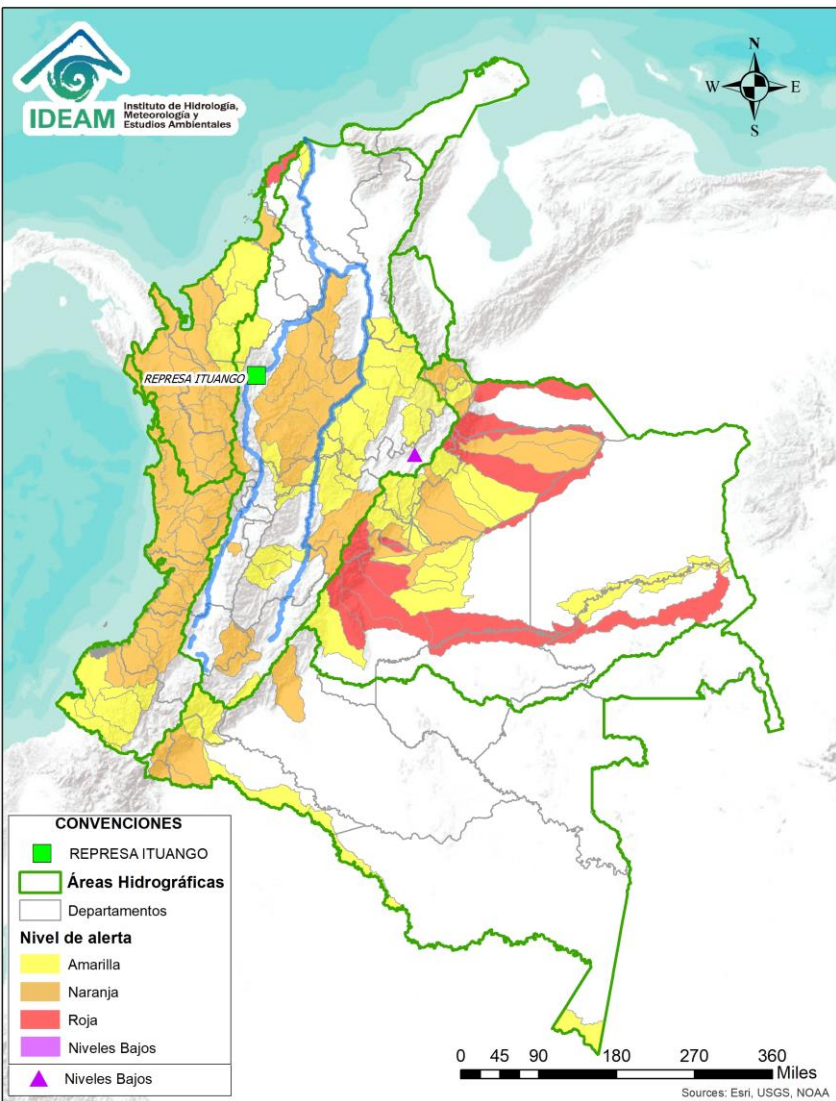 IDEAM
Instituto de Hidrología,
Meteorología y
Estudios Ambientales
N
W
E
S
REPRESA ITUANGO
CONVENCIONES
REPRESA ITUANGO
Áreas Hidrográficas
Departamentos
Nivel de alerta
Amarilla
Naranja
Roja
Niveles Bajos
Niveles Bajos
0 45 90 180 270 360
Miles
Sources: Esri, USGS, NOAA